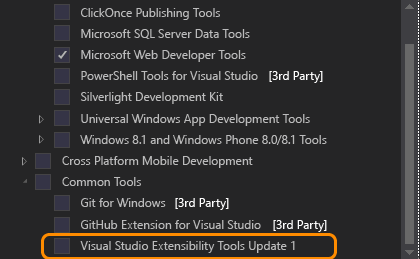 ClickOnce Publishing Tools
Microsoft SQL Server Data Tools
Microsoft Web Developer Tools
PowerShell Tools for Visual Studio [3rd Party]
Silverlight Development Kit
Universal Windows App Development Tools
Windows 8.1 and Windows Phone 8.0/8.1 Tools
Cross Platform Mobile Development
Common Tools
Git for Windows [3rd Party]
GitHub Extension for Visual Studio [3rd Party]
Visual Studio Extensibility Tools Update 1